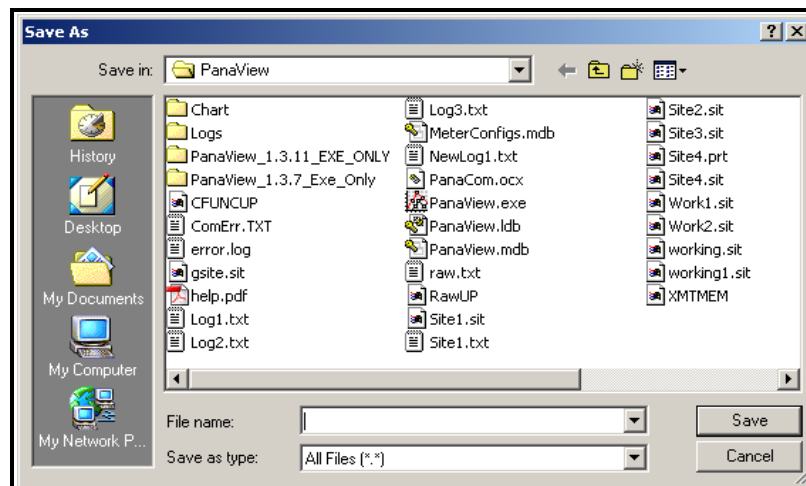 Save As
Save in: PanaView
History
Desktop
My Documents
My Computer
My Network P...
Chart
Logs
PanaView_1.3.11_EXE_ONLY
PanaView_1.3.7_Exe_Only
CFUNCUP
ComErr.TXT
error.log
gsite.sit
help.pdf
Log1.txt
Log2.txt
Log3.txt
MeterConfigs.mdb
NewLog1.txt
PanaCom.ocx
PanaView.exe
PanaView.ldb
PanaView.mdb
raw.txt
RawUP
Site1.sit
Site1.txt
Site2.sit
Site3.sit
Site4.prt
Site4.sit
Work1.sit
Work2.sit
working.sit
working1.sit
XMTMEM
File name:
Save
Save as type: All Files (*.*)
Cancel